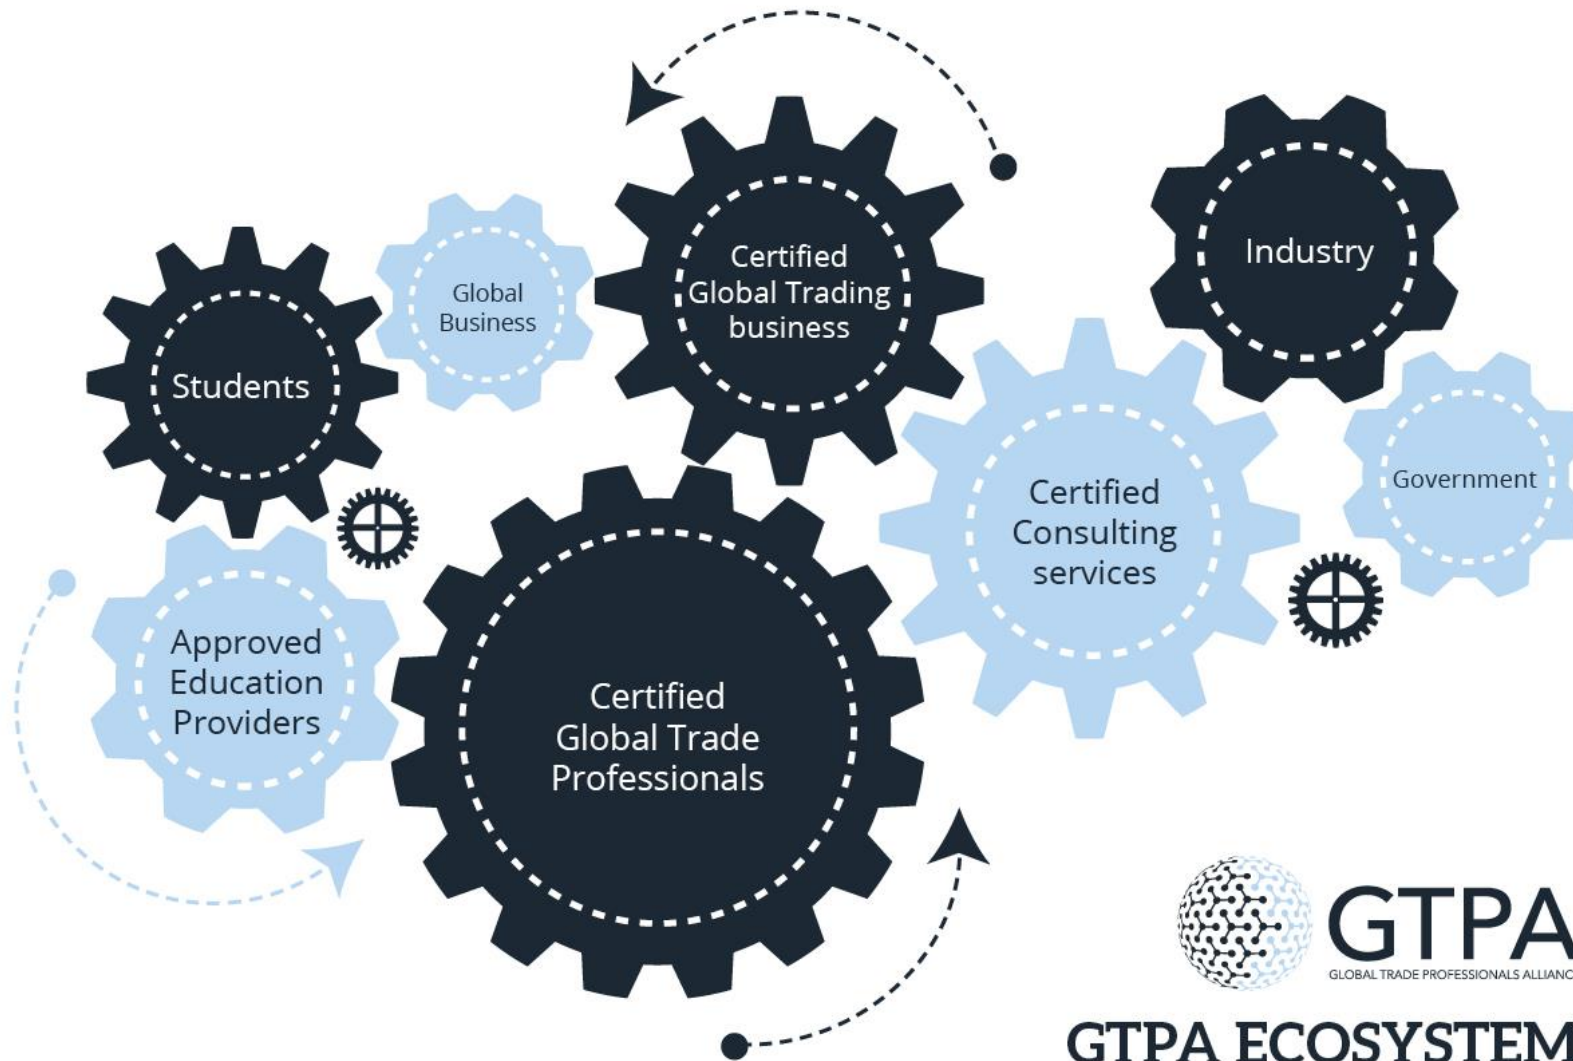 Certified
Global Trading
business
Industry
Global
Business
Students
Certified
Consulting
services
Government
Approved
Education
Providers
Certified
Global Trade
Professionals
GTPA
GLOBAL TRADE PROFESSIONALS ALLIANC
GTPA ECOSYSTEM